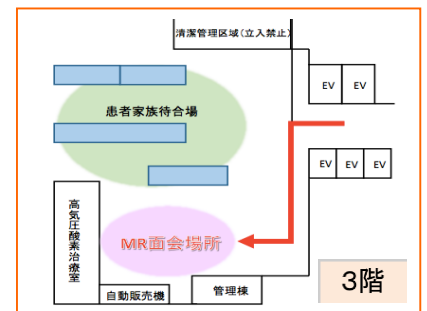 清潔管理区域(立入禁止)
EV
EV
患者家族待合場
EV
EV
EV
高気圧酸素治療室
MR面会場所
3階
自動販売機
管理棟